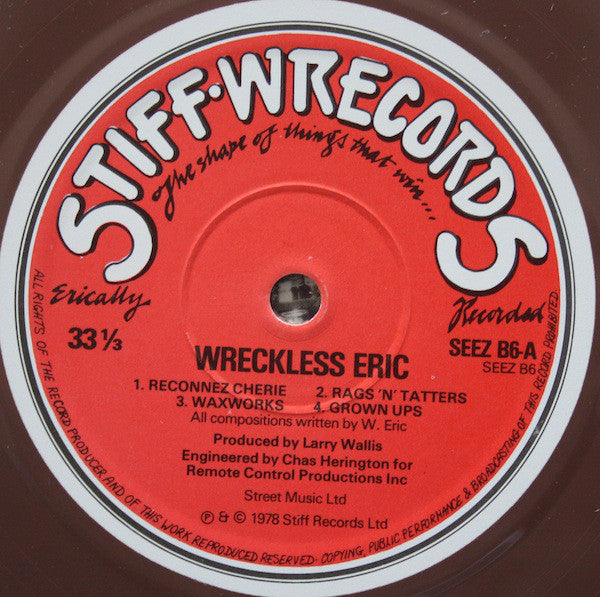 STIFF·WRECORDS
The shape of things that win...
Erically
Recorded
33 1/3
SEEZ B6-A
SEEZ B6
WRECKLESS ERIC
1. RECONNEZ CHERIE 2. RAGS 'N' TATTERS
3. WAXWORKS 4. GROWN UPS
All compositions written by W. Eric
Produced by Larry Wallis
Engineered by Chas Herington for
Remote Control Productions Inc
Street Music Ltd
℗ & © 1978 Stiff Records Ltd
ALL RIGHTS OF THE RECORD PRODUCER AND OF THIS WORK REPRODUCED RESERVED· COPYING, PUBLIC PERFORMANCE & BROADCASTING OF THIS RECORD PROHIBITED.